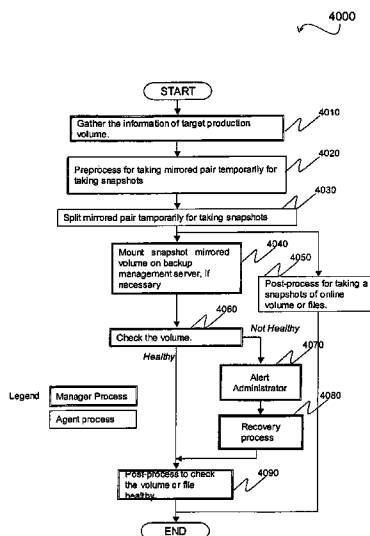 4000
START
Gather the information of target production
volume.
4010
4020
Preprocess for taking mirrored pair temporarily for
taking snapshots
4030
Split mirrored pair tamporarily for taking snapshots
4040
Mount snapshot mirrored
volume on backup
management server, if
necessary
4050
Post-process for taking a
snapshots of online
volume or files.
4060
Check the volume.
Not Healthy
Healthy
4070
Alert
Administrator
4080
Recovery
process
Legend
Manager Process
Agent process
4090
Post-process to check
the volume or file
healthy.
END